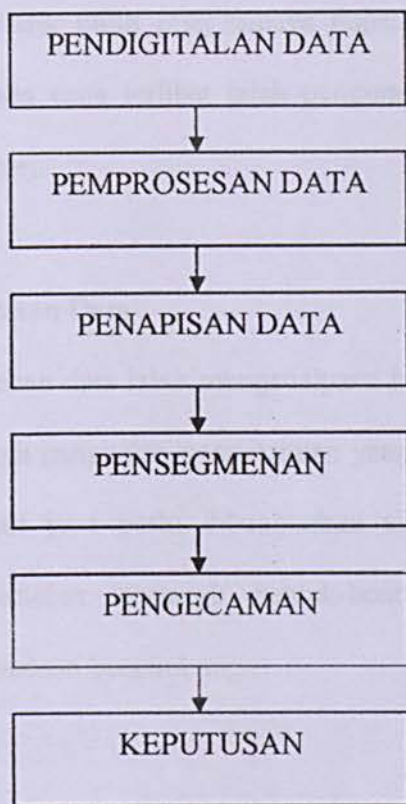 PENDIGITALAN DATA
PEMPROSESAN DATA
PENAPISAN DATA
PENSEGMENAN
PENGECAMAN
KEPUTUSAN